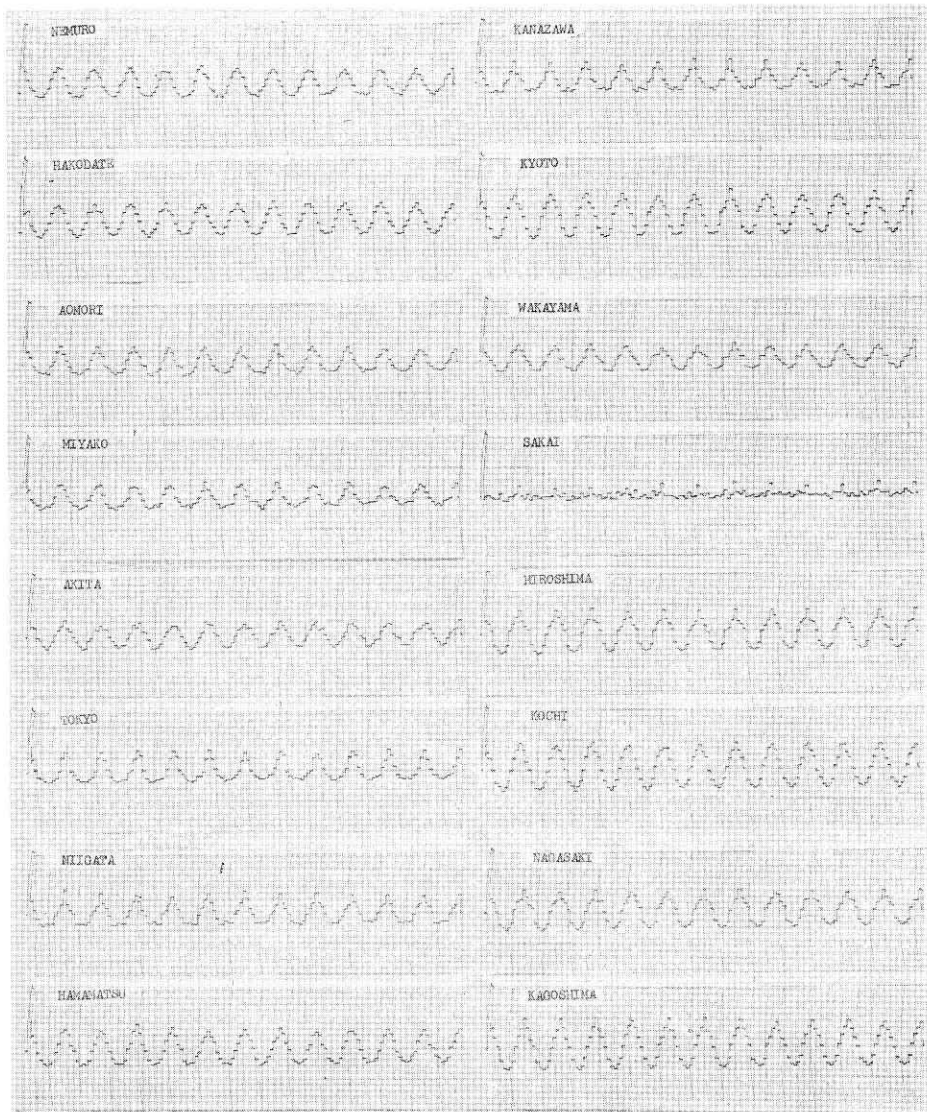 NEMURO
KANAZAWA
HAKODATE
KYOTO
AOMORI
WAKAYAMA
MIYAKO
SAKAI
AKITA
HIROSHIMA
TOKYO
KOCHI
NIIGATA
NAGASAKI
HAMAMATSU
KAGOSHIMA